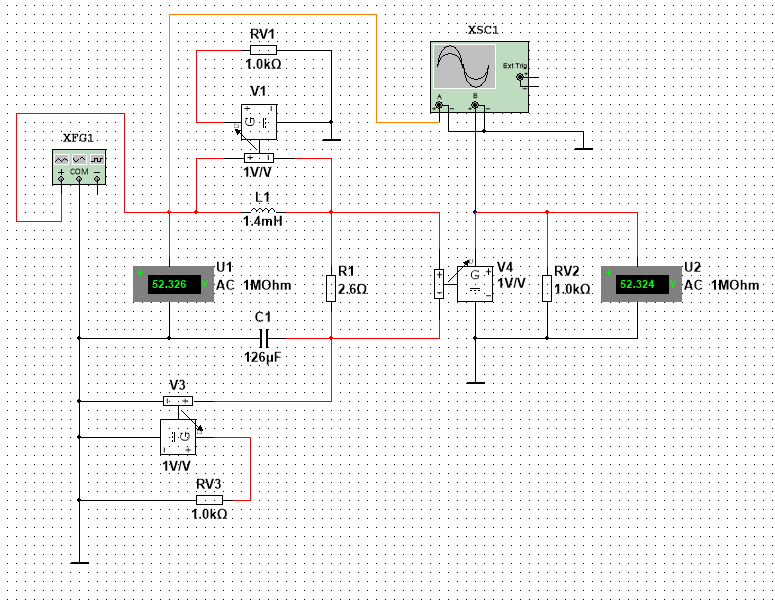 XSC1
RV1
1.0kΩ
Ext Trig
+
A
B
V1
G
1V/V
XFG1
COM
L1
1.4mH
U1
52.326 V
AC 1MOhm
R1
2.6Ω
V4
G
1V/V
RV2
1.0kΩ
U2
52.324 V
AC 1MOhm
C1
126µF
V3
G
1V/V
RV3
1.0kΩ